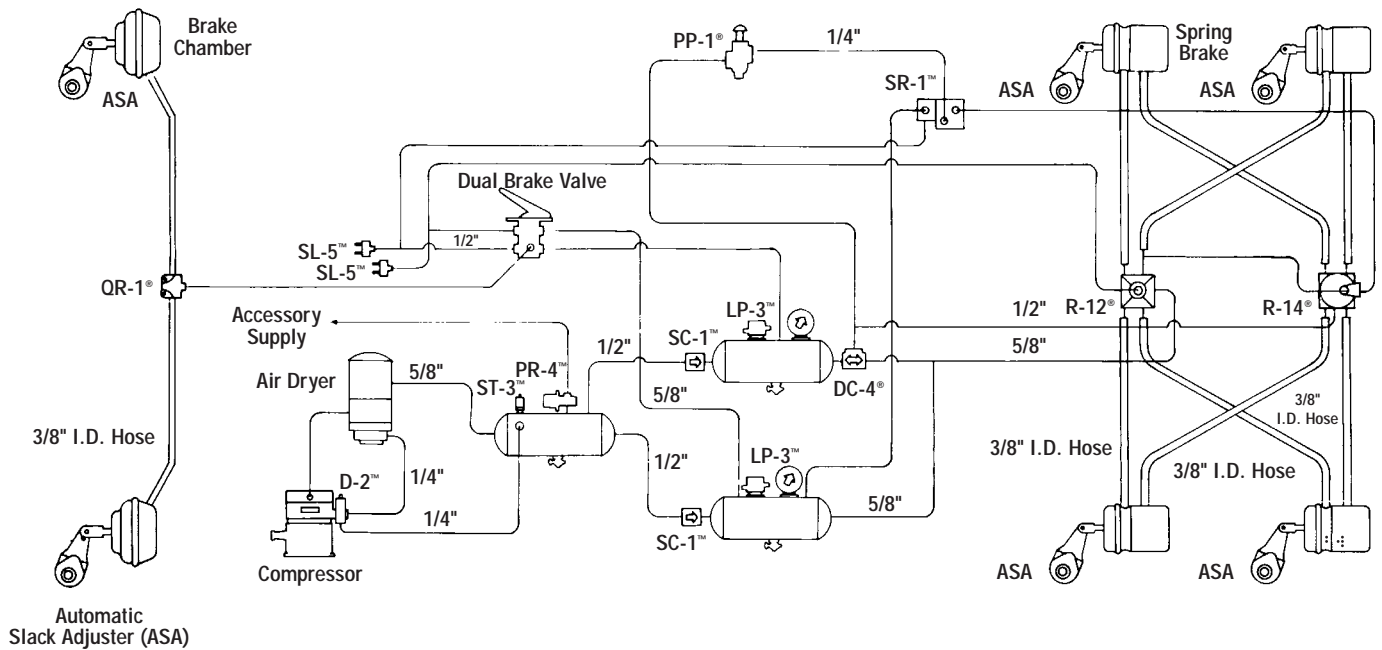 Brake
Chamber
ASA
PP-1®
1/4"
SR-1™
Spring
Brake
ASA
ASA
Dual Brake Valve
SL-5™
1/2"
SL-5™
QR-1®
Accessory
Supply
LP-3™
SC-1™
1/2"
R-12®
R-14®
1/2"
5/8"
DC-4®
Air Dryer
5/8"
ST-3™
PR-4™
5/8"
3/8" I.D. Hose
D-2™
1/4"
1/4"
1/2"
LP-3™
5/8"
SC-1™
3/8"
I.D. Hose
3/8" I.D. Hose
3/8" I.D. Hose
Compressor
ASA
ASA
Automatic
Slack Adjuster (ASA)